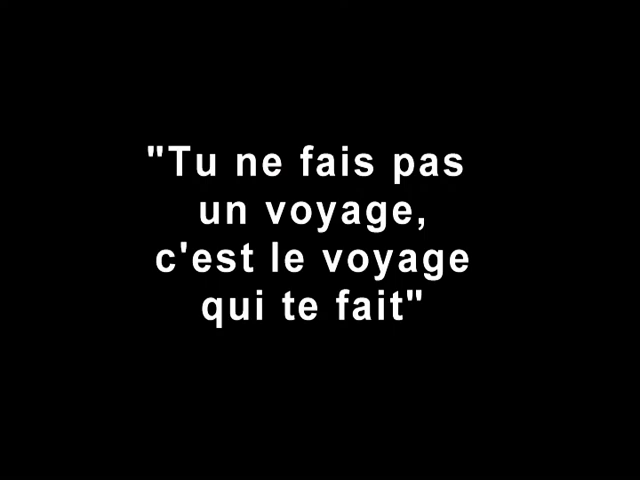 "Tu ne fais pas
un voyage,
c'est le voyage
qui te fait"